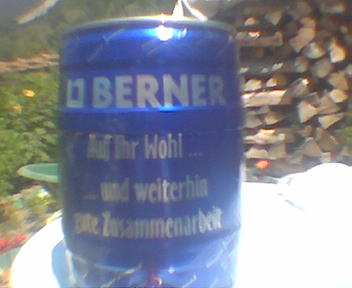 BERNER
Auf Ihr Wohl ...
... und weiterhin
gute Zusammenarbeit